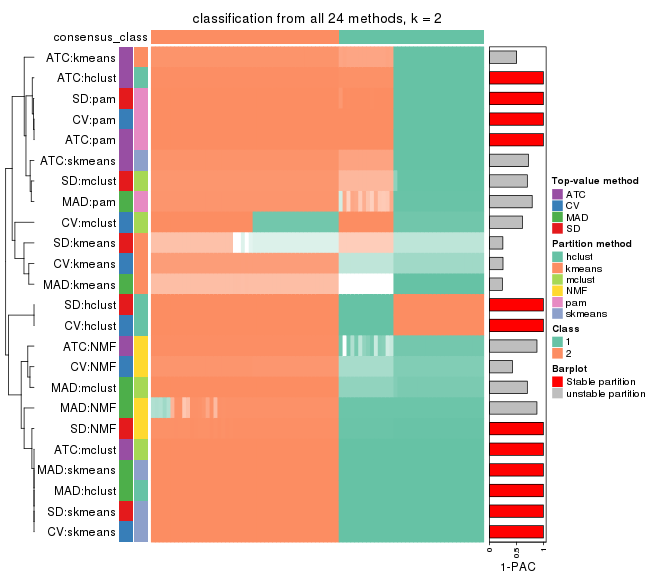 classification from all 24 methods, k = 2
consensus_class
ATC:kmeans
ATC:hclust
SD:pam
CV:pam
ATC:pam
ATC:skmeans
SD:mclust
MAD:pam
CV:mclust
SD:kmeans
CV:kmeans
MAD:kmeans
SD:hclust
CV:hclust
ATC:NMF
CV:NMF
MAD:mclust
MAD:NMF
SD:NMF
ATC:mclust
MAD:skmeans
MAD:hclust
SD:skmeans
CV:skmeans
0
0.5
1
1-PAC
Top-value method
ATC
CV
MAD
SD
Partition method
hclust
kmeans
mclust
NMF
pam
skmeans
Class
1
2
Barplot
Stable partition
unstable partition